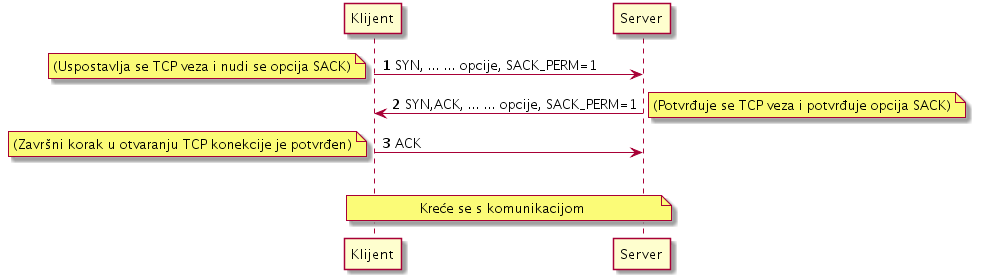 Klijent
Server
(Uspostavlja se TCP veza i nudi se opcija SACK)
1 SYN, ... ... opcije, SACK_PERM=1
2 SYN,ACK, ... ... opcije, SACK_PERM=1
(Potvrđuje se TCP veza i potvrđuje opcija SACK)
(Završni korak u otvaranju TCP konekcije je potvrđen)
3 ACK
Kreće se s komunikacijom
Klijent
Server